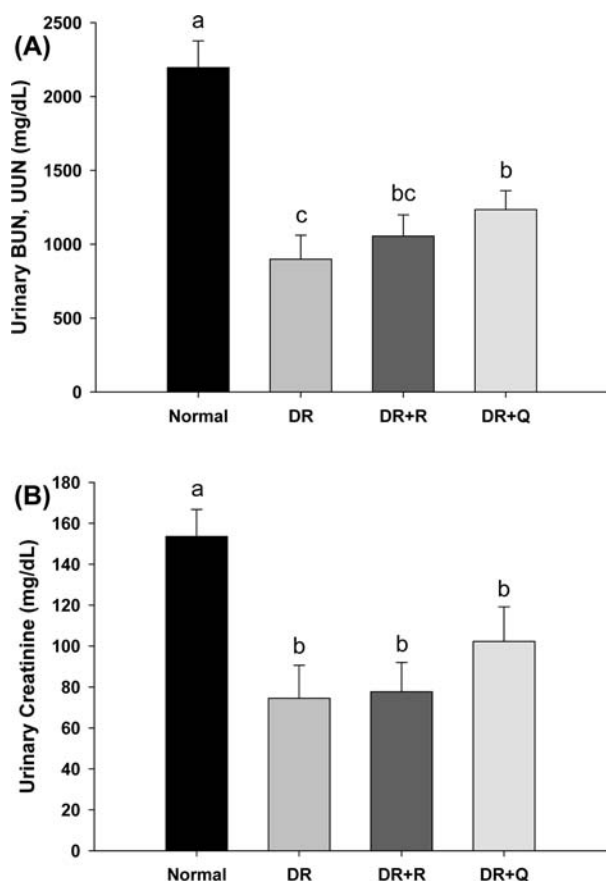 (A)
Urinary BUN, UUN (mg/dL)
2500
2000
1500
1000
500
0
a
c
bc
b
Normal DR DR+R DR+Q
(B)
Urinary Creatinine (mg/dL)
180
160
140
120
100
80
60
40
20
0
a
b
b
b
Normal DR DR+R DR+Q